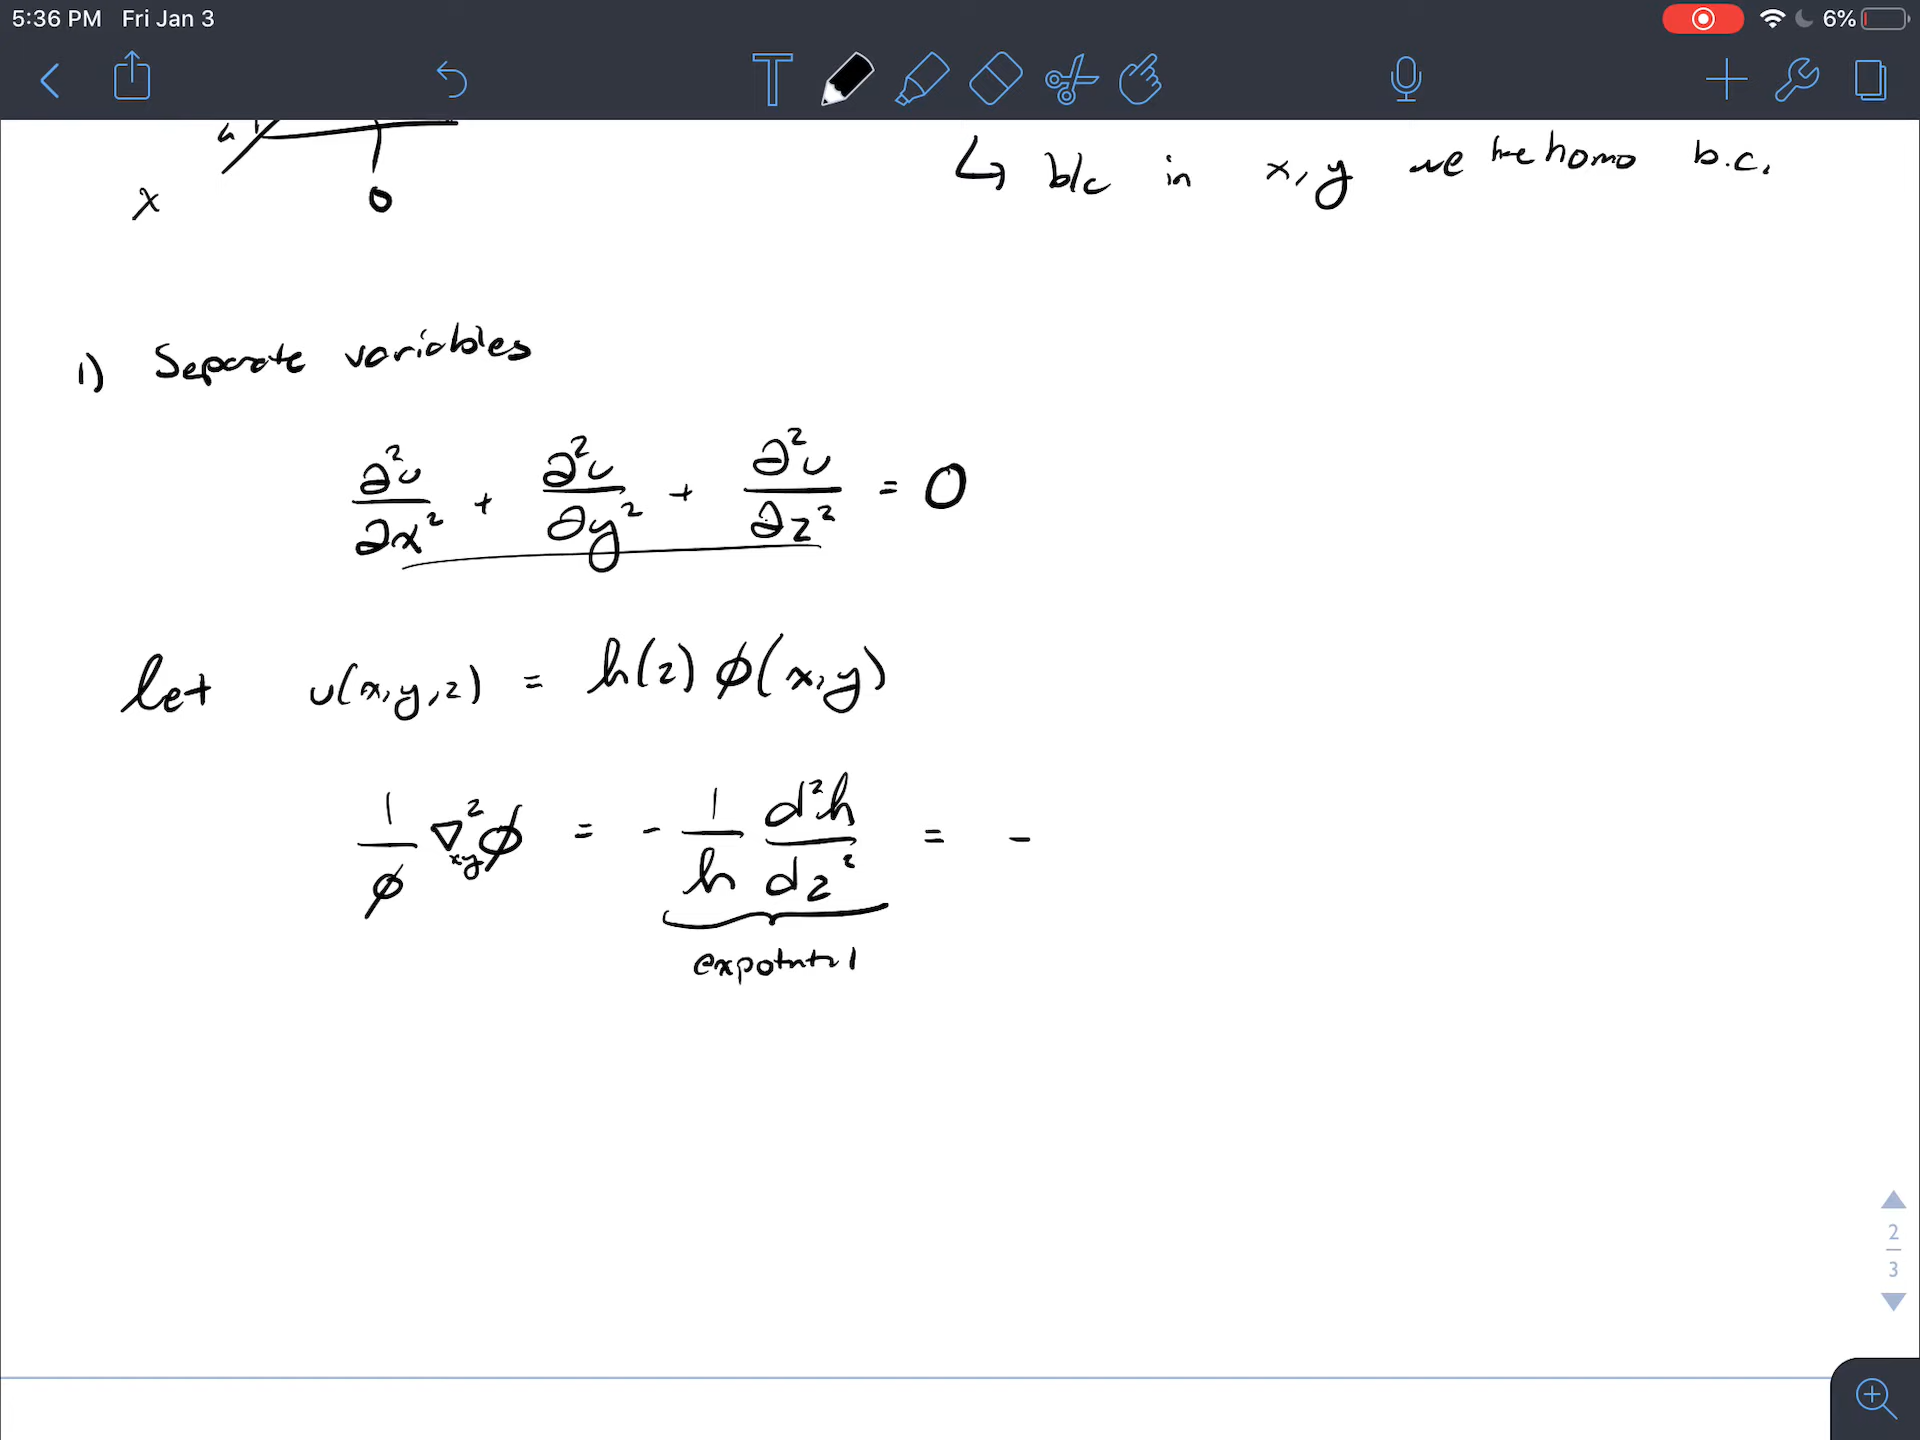 5:36 PM Fri Jan 3 6%
T
x
0
↳ b/c in x, y we have homo b.c.
1) Separate variables
∂²u/∂x² + ∂²u/∂y² + ∂²u/∂z² = 0
let u(x,y,z) = h(z) φ(x,y)
1/φ ∇²xy φ = - 1/h d²h/dz² = -
expotntl
2
3